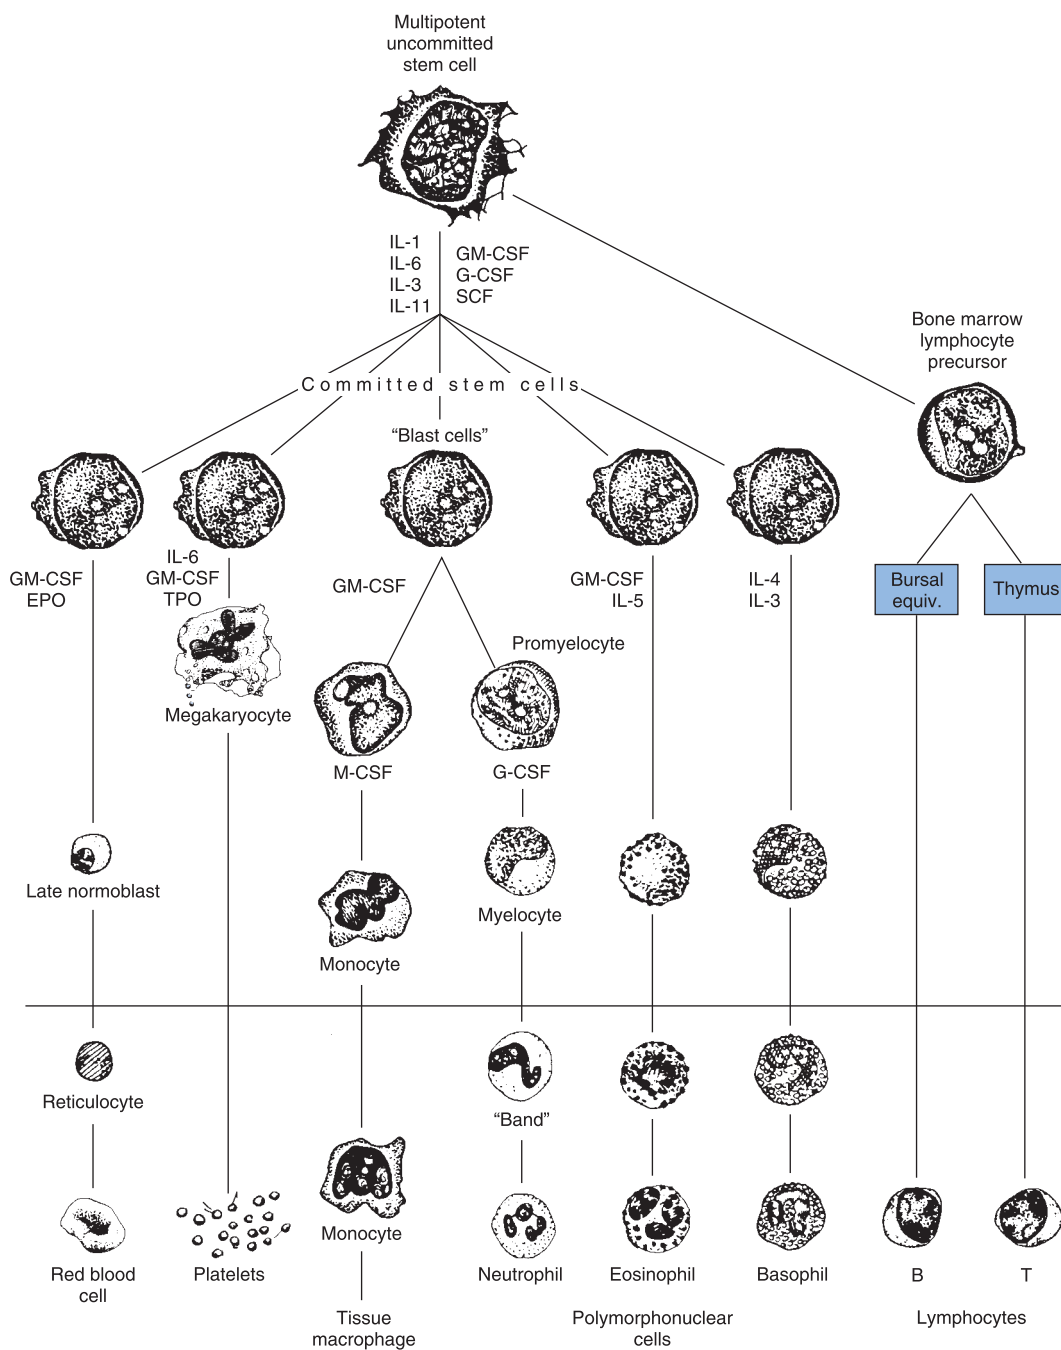 Multipotent
uncommitted
stem cell
IL-1
IL-6
IL-3
IL-11
GM-CSF
G-CSF
SCF
Bone marrow
lymphocyte
precursor
Committed stem cells
“Blast cells”
GM-CSF
EPO
IL-6
GM-CSF
TPO
GM-CSF
GM-CSF
IL-5
IL-4
IL-3
Bursal
equiv.
Thymus
Promyelocyte
Megakaryocyte
M-CSF
G-CSF
Late normoblast
Myelocyte
Monocyte
Reticulocyte
“Band”
Monocyte
Red blood
cell
Platelets
Neutrophil
Eosinophil
Basophil
B
T
Tissue
macrophage
Polymorphonuclear
cells
Lymphocytes